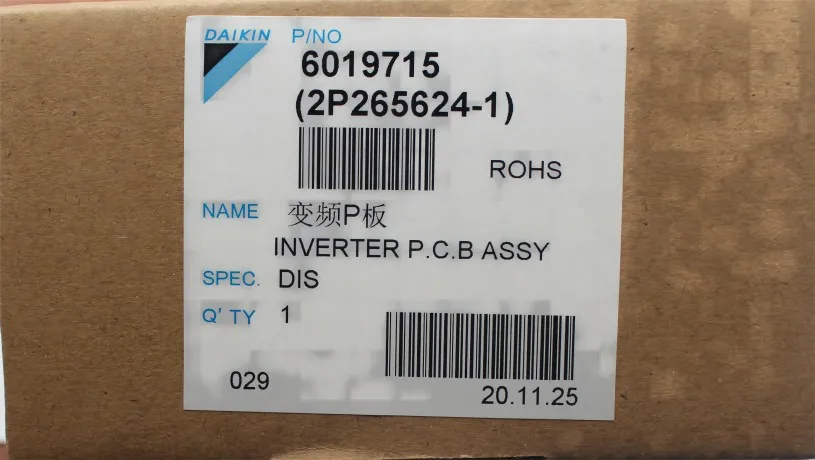 DAIKIN P/NO
6019715
(2P265624-1)
ROHS
NAME 变频P板
INVERTER P.C.B ASSY
SPEC. DIS
Q'TY 1
029
20.11.25